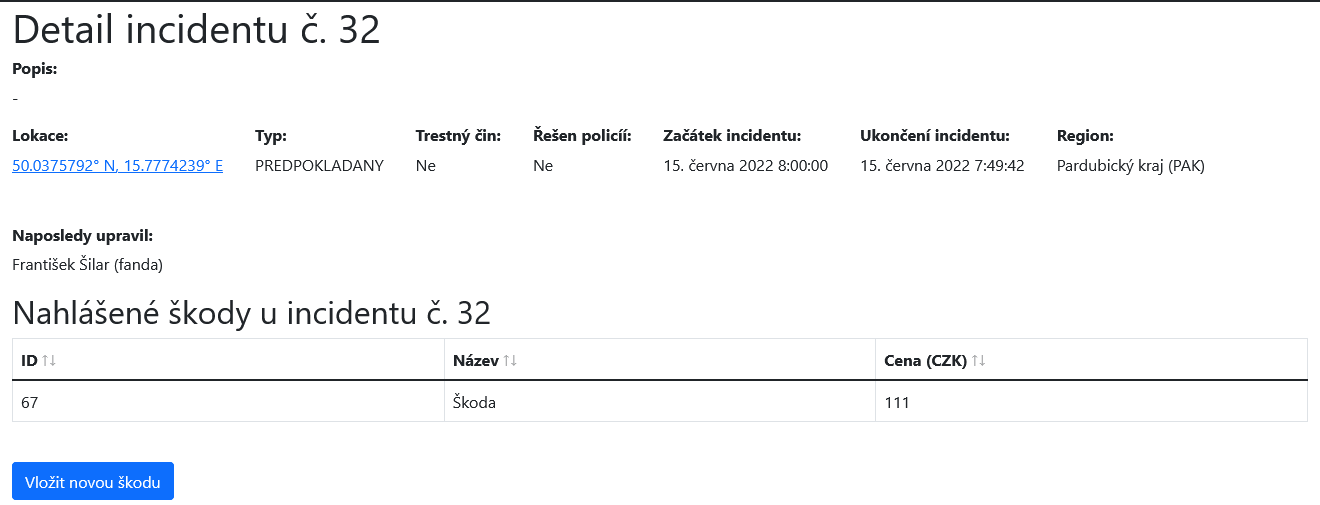 Detail incidentu č. 32
Popis:
-
Lokace: Typ: Trestný čin: Řešen policíí: Začátek incidentu: Ukončení incidentu: Region:
50.0375792° N, 15.7774239° E PREDPOKLADANY Ne Ne 15. června 2022 8:00:00 15. června 2022 7:49:42 Pardubický kraj (PAK)
Naposledy upravil:
František Šilar (fanda)
Nahlášené škody u incidentu č. 32
ID ↑↓ Název ↑↓ Cena (CZK) ↑↓
67 Škoda 111
Vložit novou škodu